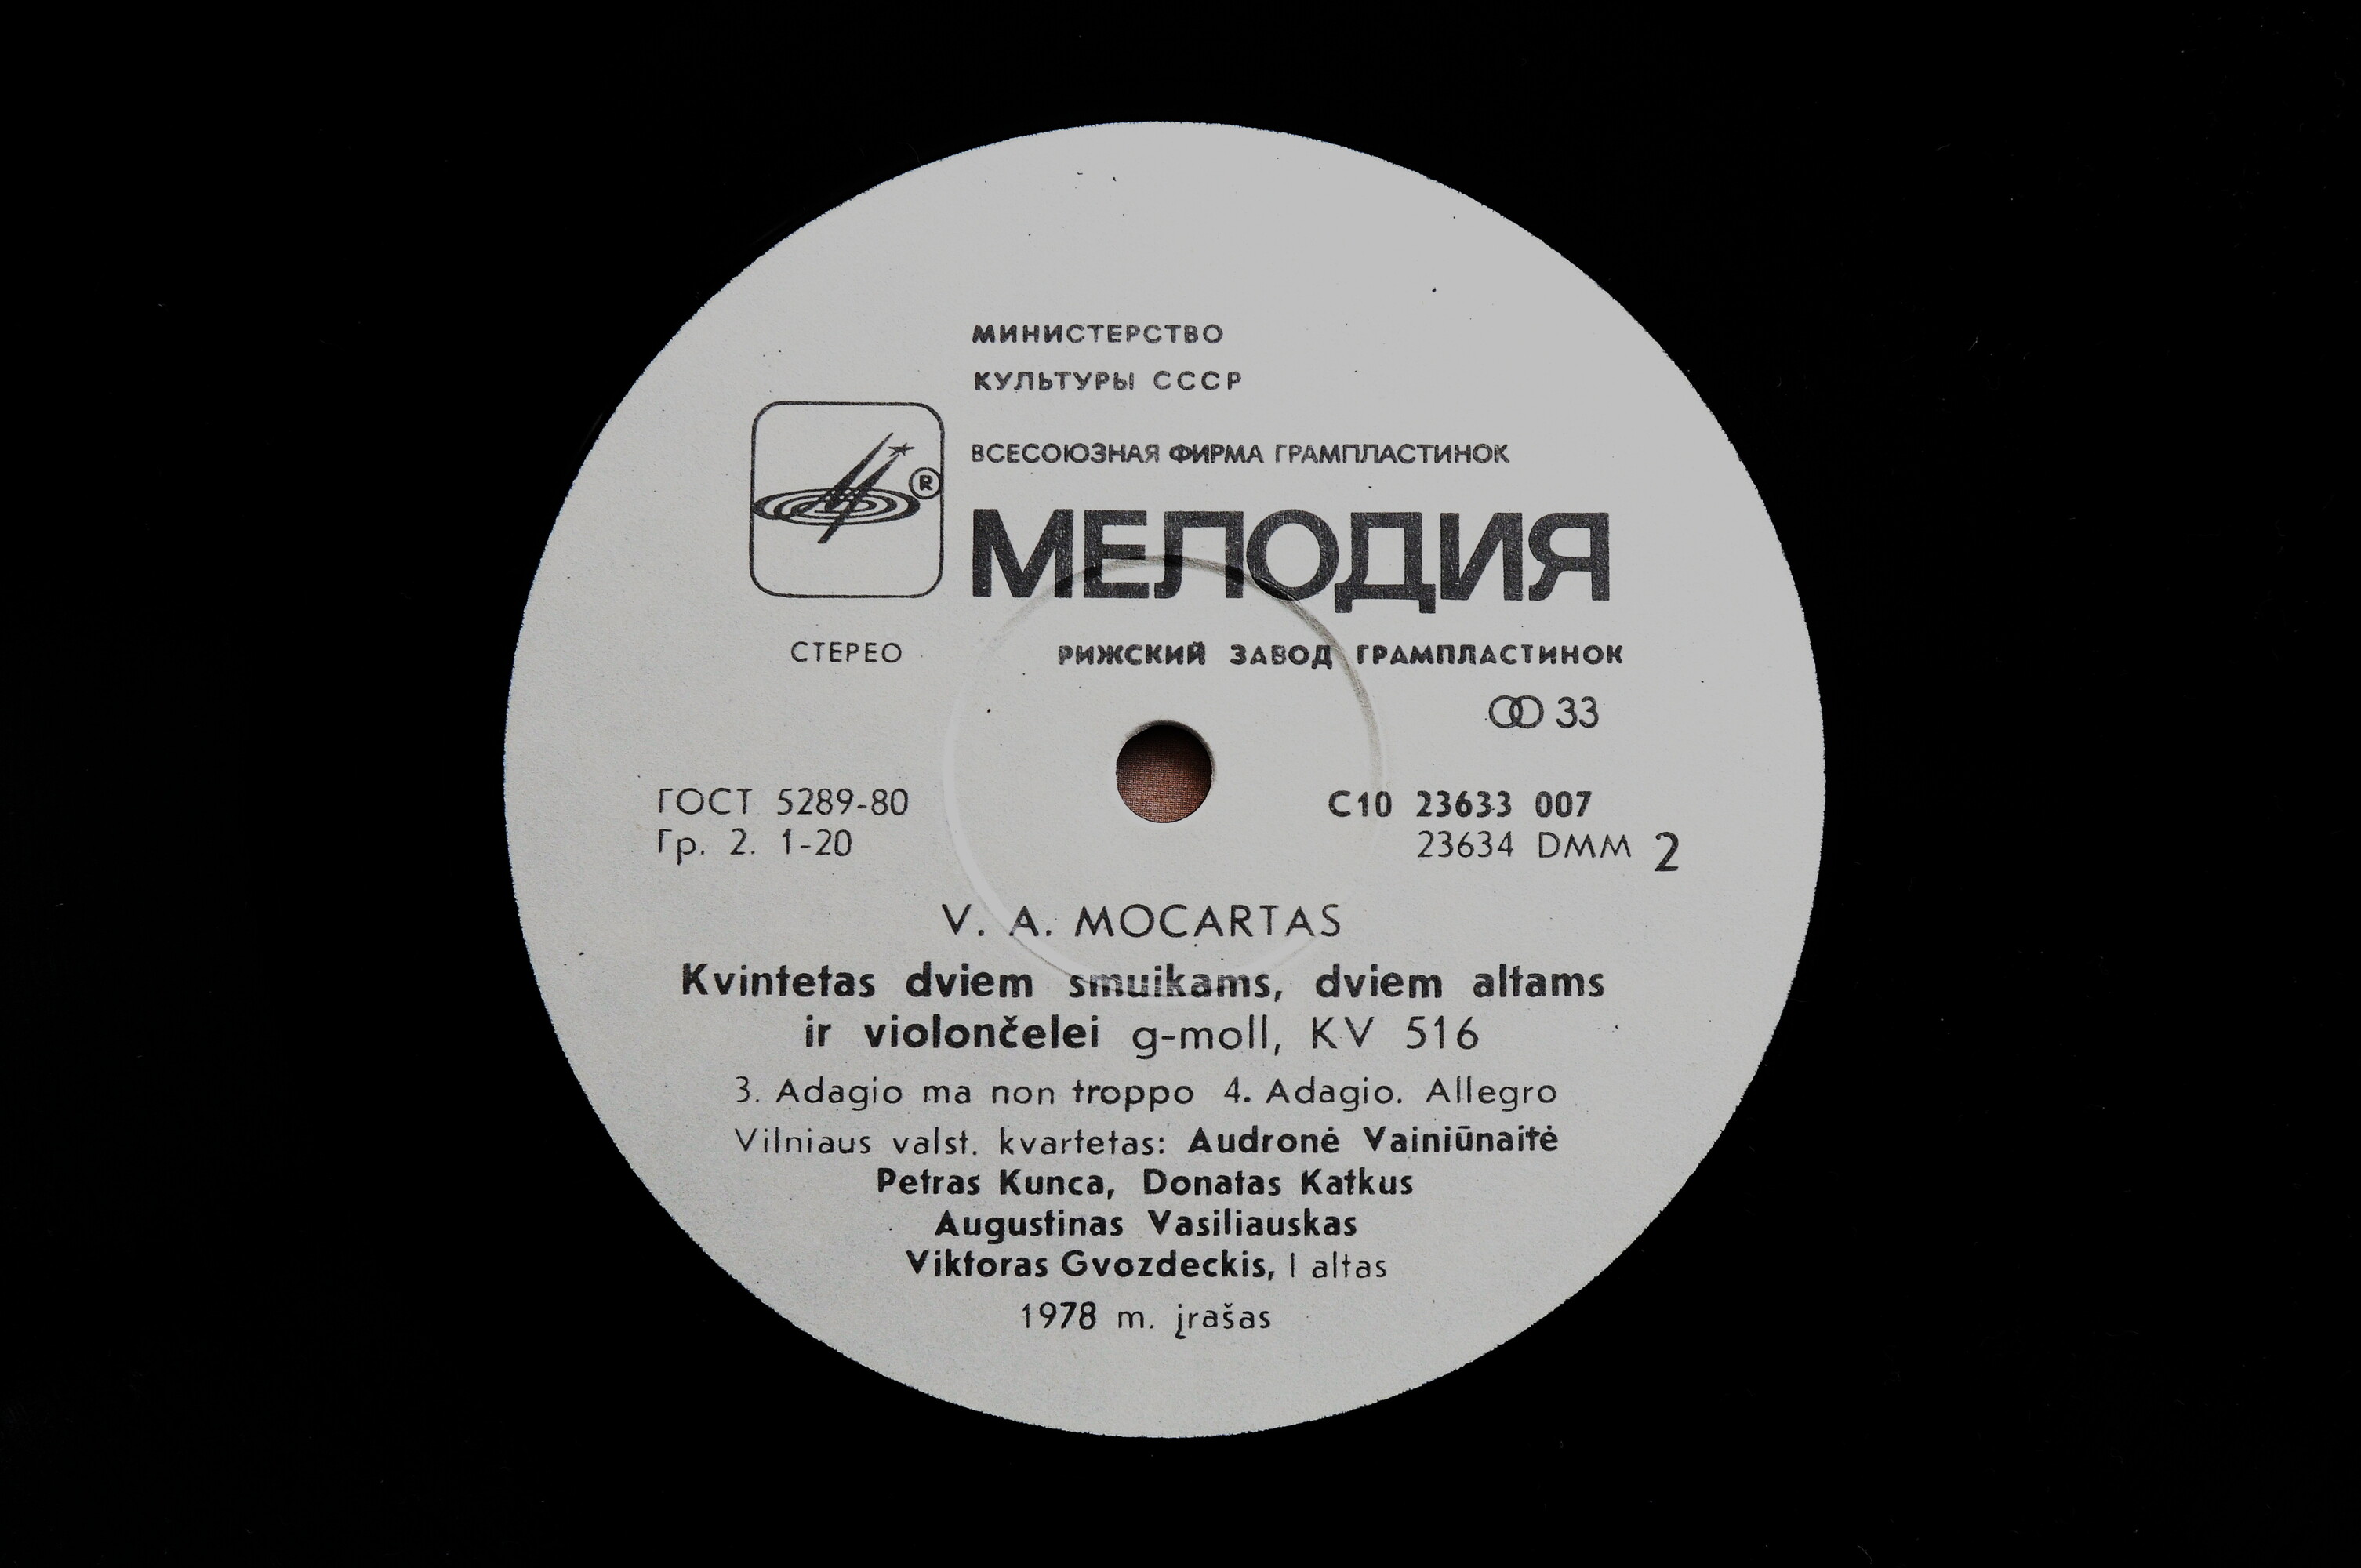 МИНИСТЕРСТВО
КУЛЬТУРЫ СССР
ВСЕСОЮЗНАЯ ФИРМА ГРАМПЛАСТИНОК
®
МЕЛОДИЯ
СТЕРЕО
РИЖСКИЙ ЗАВОД ГРАМПЛАСТИНОК
33
ГОСТ 5289-80
Гр. 2. 1-20
С10 23633 007
23634 DMM 2
V. A. MOCARTAS
Kvintetas dviem smuikams, dviem altams
ir violončelei g-moll, KV 516
3. Adagio ma non troppo 4. Adagio. Allegro
Vilniaus valst. kvartetas: Audronė Vainiūnaitė
Petras Kunca, Donatas Katkus
Augustinas Vasiliauskas
Viktoras Gvozdeckis, I altas
1978 m. įrašas